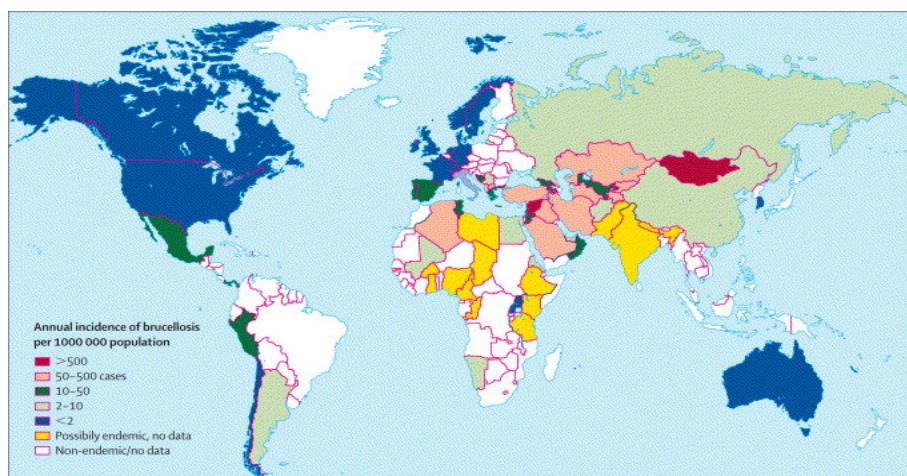 Annual incidence of brucellosis
per 1000 000 population
>500
50–500 cases
10–50
2–10
<2
Possibily endemic, no data
Non-endemic/no data